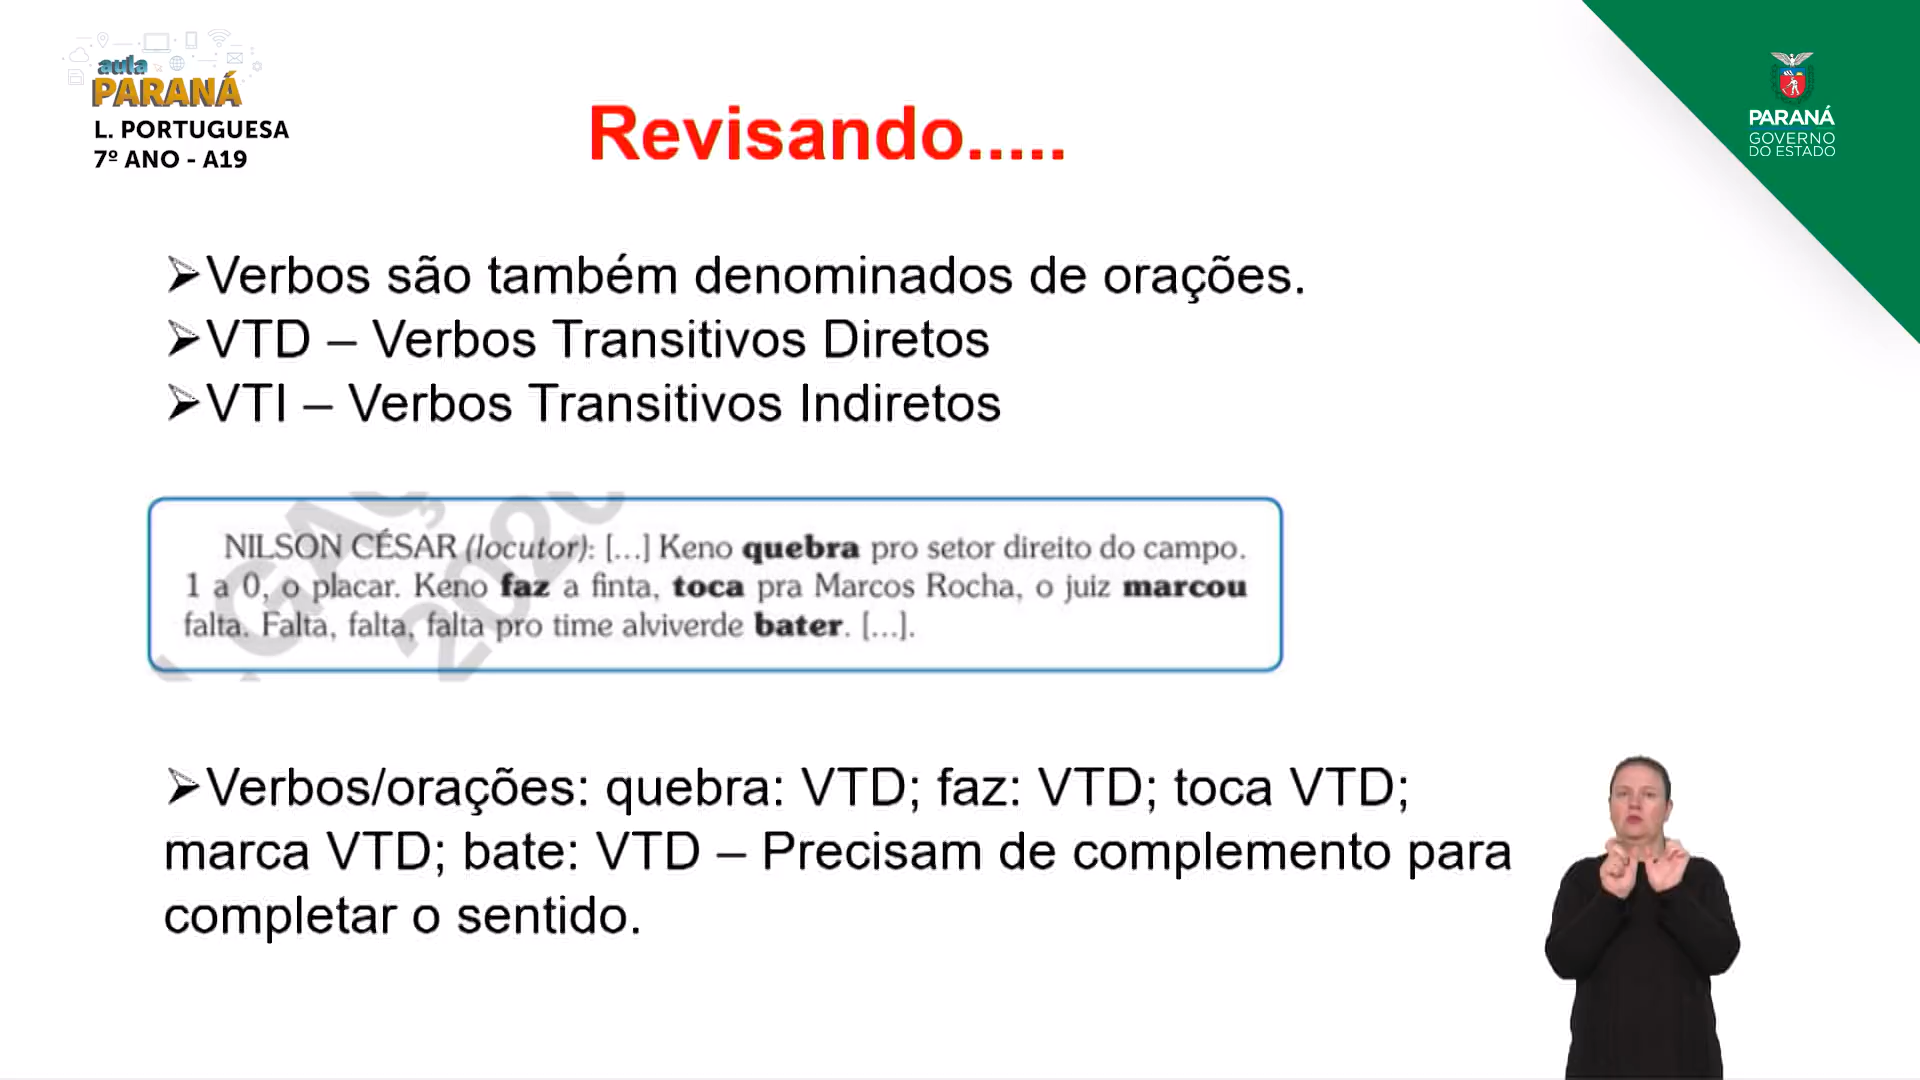 aula
PARANÁ
L. PORTUGUESA
7º ANO - A19
Revisando.....
PARANÁ
GOVERNO
DO ESTADO
Verbos são também denominados de orações.
VTD – Verbos Transitivos Diretos
VTI – Verbos Transitivos Indiretos
NILSON CÉSAR (locutor): [...] Keno quebra pro setor direito do campo.
1 a 0, o placar. Keno faz a finta, toca pra Marcos Rocha, o juiz marcou
falta. Falta, falta, falta pro time alviverde bater. [...].
2020
Verbos/orações: quebra: VTD; faz: VTD; toca VTD;
marca VTD; bate: VTD – Precisam de complemento para
completar o sentido.